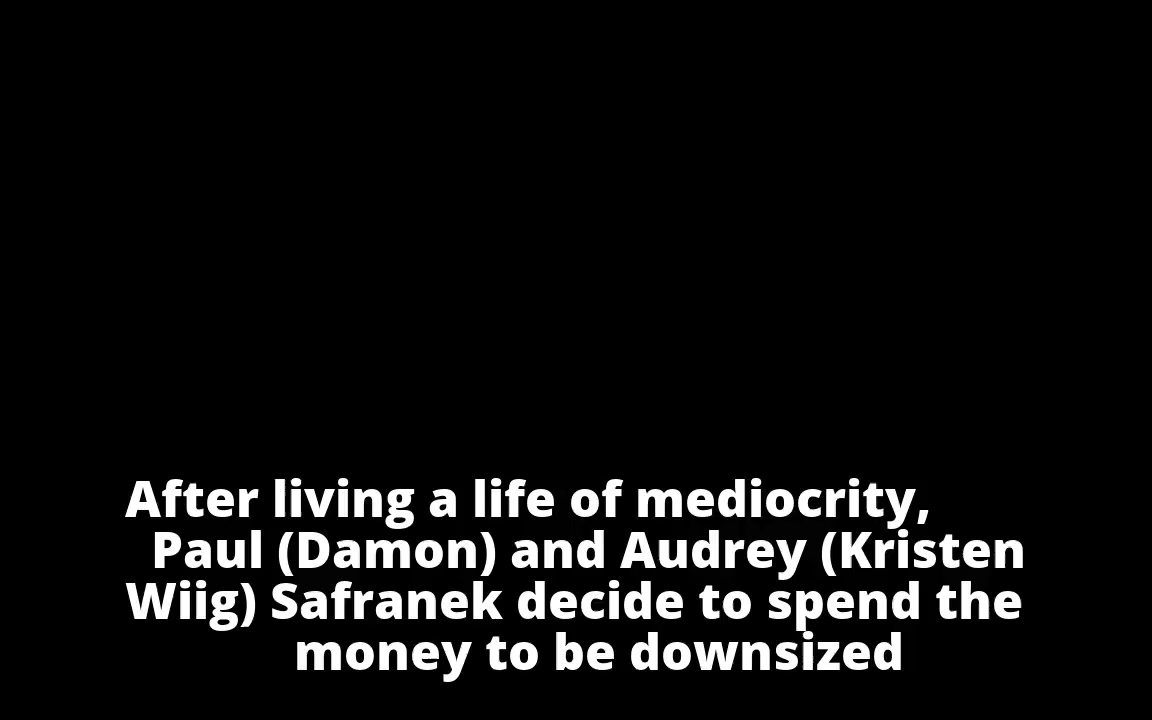 After living a life of mediocrity,
Paul (Damon) and Audrey (Kristen
Wiig) Safranek decide to spend the
money to be downsized